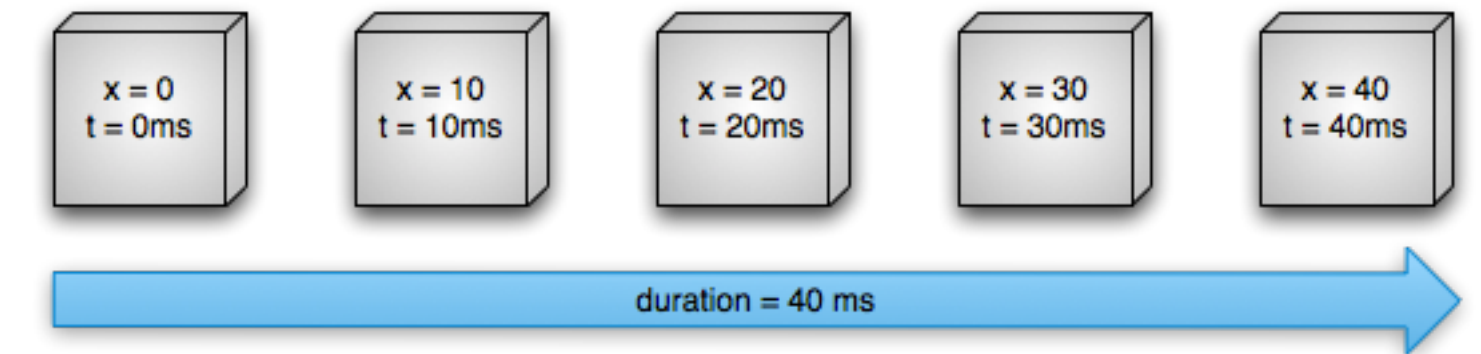 x = 0
t = 0ms
x = 10
t = 10ms
x = 20
t = 20ms
x = 30
t = 30ms
x = 40
t = 40ms
duration = 40 ms